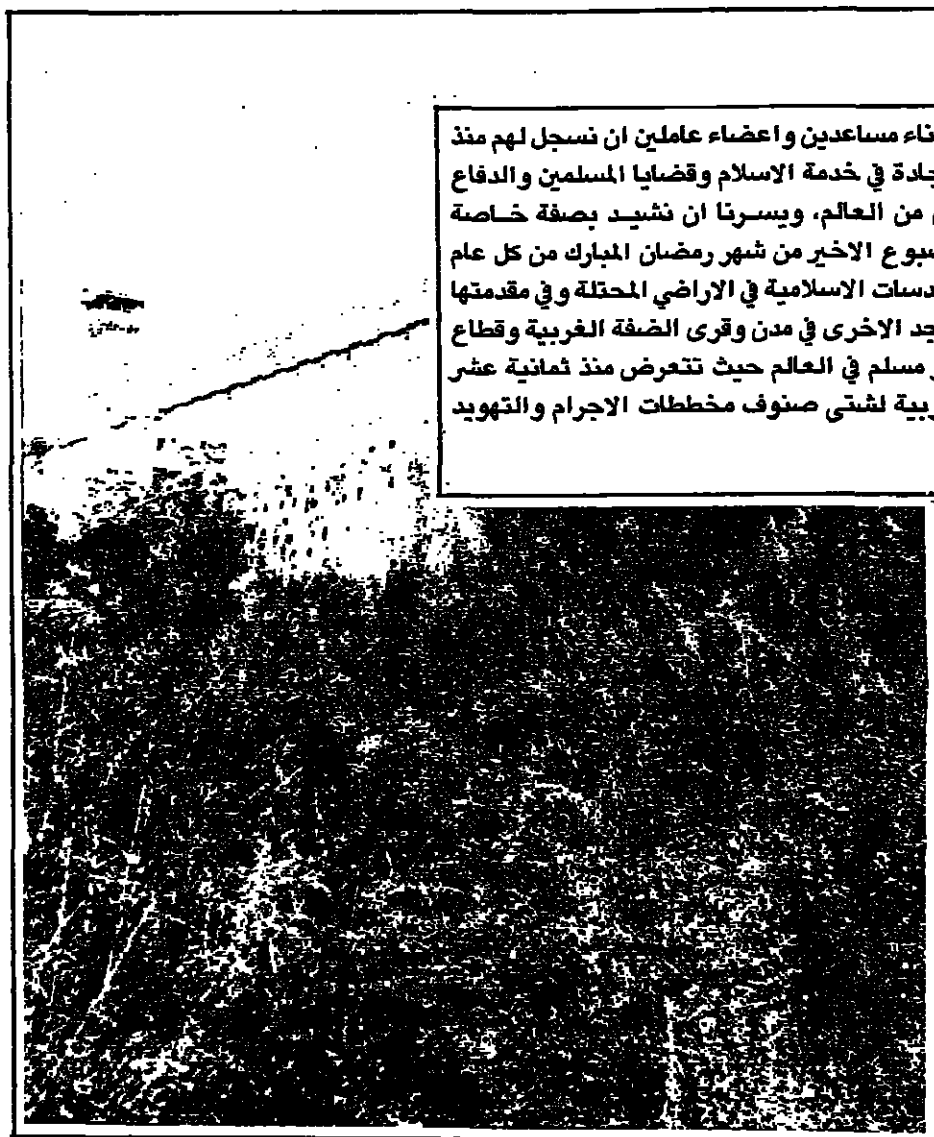 ناء مساعدين واعضاء عاملين ان نسجل لهم منذ
جادة في خدمة الاسلام وقضايا المسلمين والدفاع
من العالم، ويسرنا ان نشيد بصفة خاصة
سبوع الاخير من شهر رمضان المبارك من كل عام
دسات الاسلامية في الاراضي المحتلة وفي مقدمتها
جد الاخرى في مدن وقرى الضفة الغربية وقطاع
مسلم في العالم حيث تتعرض منذ ثمانية عشر
ربية لشتى صنوف مخططات الاجرام والتهويد